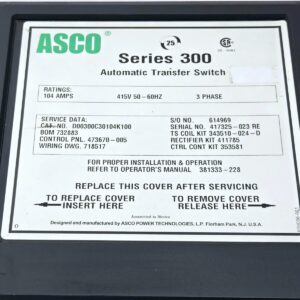 ASCO® Series 300
25
Automatic Transfer Switch
RATINGS:
104 AMPS 415V 50-60HZ 3 PHASE
SERVICE DATA: S/O NO. 614969
CAT. NO. D00300C30104K100 SERIAL NO. 417325-023 RE
BOM 732883 TS COIL KIT 343510-024-D
CONTROL PNL. 473670-005 RECTIFIER KIT 411785
WIRING DWG. 718517 CTRL CONT KIT 353581
FOR PROPER INSTALLATION & OPERATION
REFER TO OPERATOR'S MANUAL 381333-228
REPLACE THIS COVER AFTER SERVICING
TO REPLACE COVER TO REMOVE COVER
INSERT HERE RELEASE HERE
Assembled in Mexico
Designed and manufactured by ASCO POWER TECHNOLOGIES, L.P. Florham Park, N.J. U.S.A.